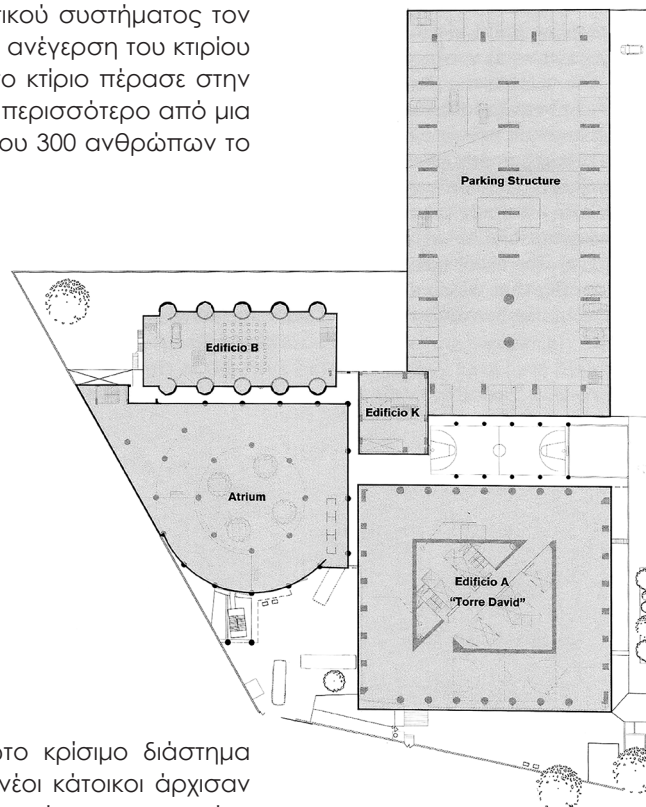 τικού συστήματος τον
ανέγερση του κτιρίου
το κτίριο πέρασε στην
περισσότερο από μια
ου 300 ανθρώπων το
Parking Structure
Edificio B
Edificio K
Atrium
Edificio A
“Torre David”
ώτο κρίσιμο διάστημα
νέοι κάτοικοι άρχισαν